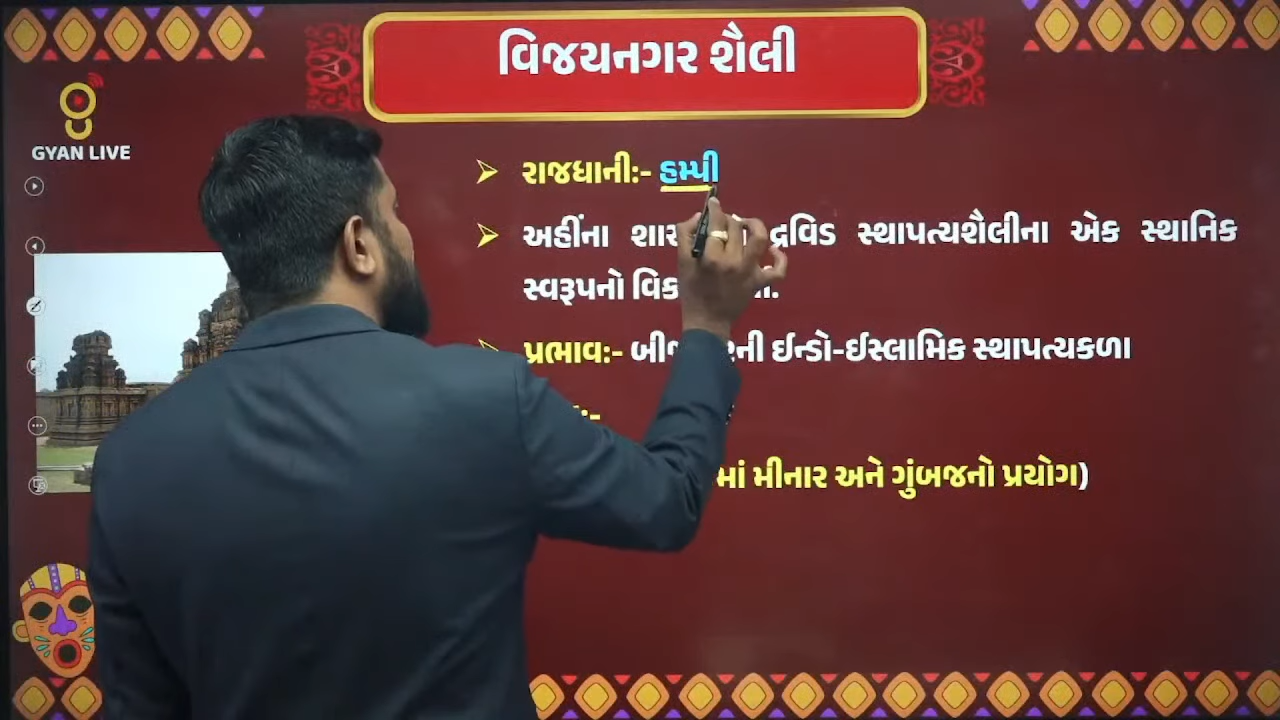 વિજયનગર શૈલી
GYAN LIVE
રાજધાની:- હમ્પી
અહીંના દ્રવિડ સ્થાપત્યશૈલીના એક સ્થાનિક
સ્વરૂપનો
પ્રભાવ:- ઈન્ડો-ઈસ્લામિક સ્થાપત્યકળા
માં મીનાર અને ગુંબજનો પ્રયોગ)